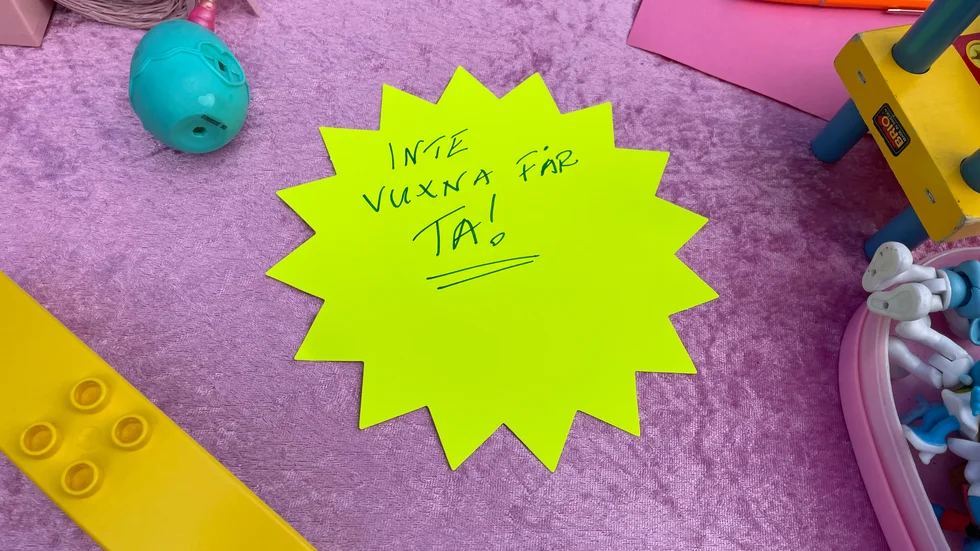 INTE
VUXNA FÅR
TA!
BRIO